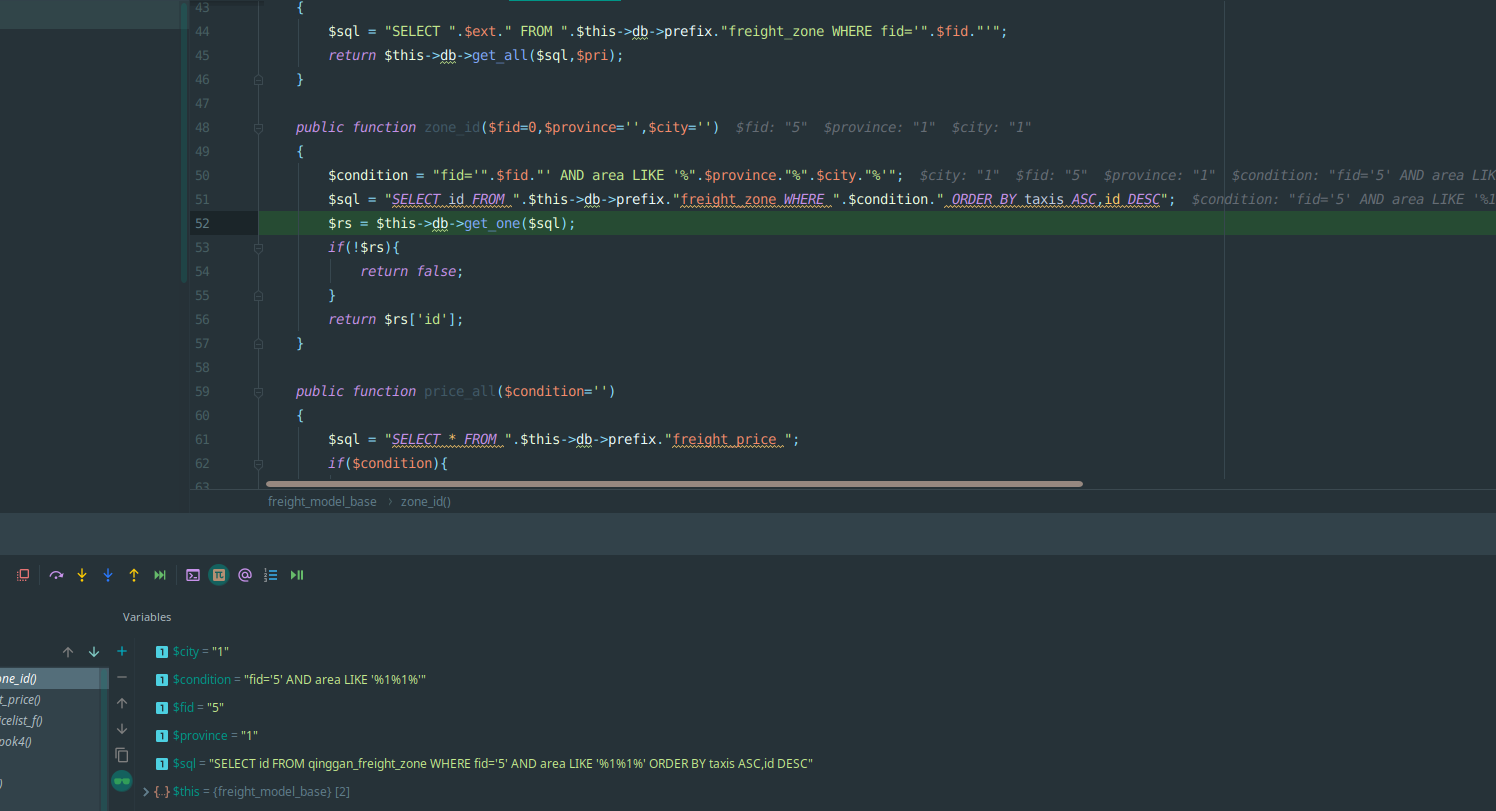 43 {
44 $sql = "SELECT ".$ext." FROM ".$this->db->prefix."freight_zone WHERE fid='".$fid."'";
45 return $this->db->get_all($sql,$pri);
46 }
47
48 public function zone_id($fid=0,$province='',$city='') $fid: "5" $province: "1" $city: "1"
49 {
50 $condition = "fid='".$fid."' AND area LIKE '%".$province."%".$city."%'"; $city: "1" $fid: "5" $province: "1" $condition: "fid='5' AND area LIK
51 $sql = "SELECT id FROM ".$this->db->prefix."freight_zone WHERE ".$condition." ORDER BY taxis ASC,id DESC"; $condition: "fid='5' AND area LIKE '%1
52 $rs = $this->db->get_one($sql);
53 if(!$rs){
54 return false;
55 }
56 return $rs['id'];
57 }
58
59 public function price_all($condition='')
60 {
61 $sql = "SELECT * FROM ".$this->db->prefix."freight_price ";
62 if($condition){
63
freight_model_base › zone_id()
Variables
$city = "1"
one_id()
$condition = "fid='5' AND area LIKE '%1%1%'"
t_price()
$fid = "5"
icelist_f()
$province = "1"
pok4()
$sql = "SELECT id FROM qinggan_freight_zone WHERE fid='5' AND area LIKE '%1%1%' ORDER BY taxis ASC,id DESC"
)
$this = {freight_model_base} [2]